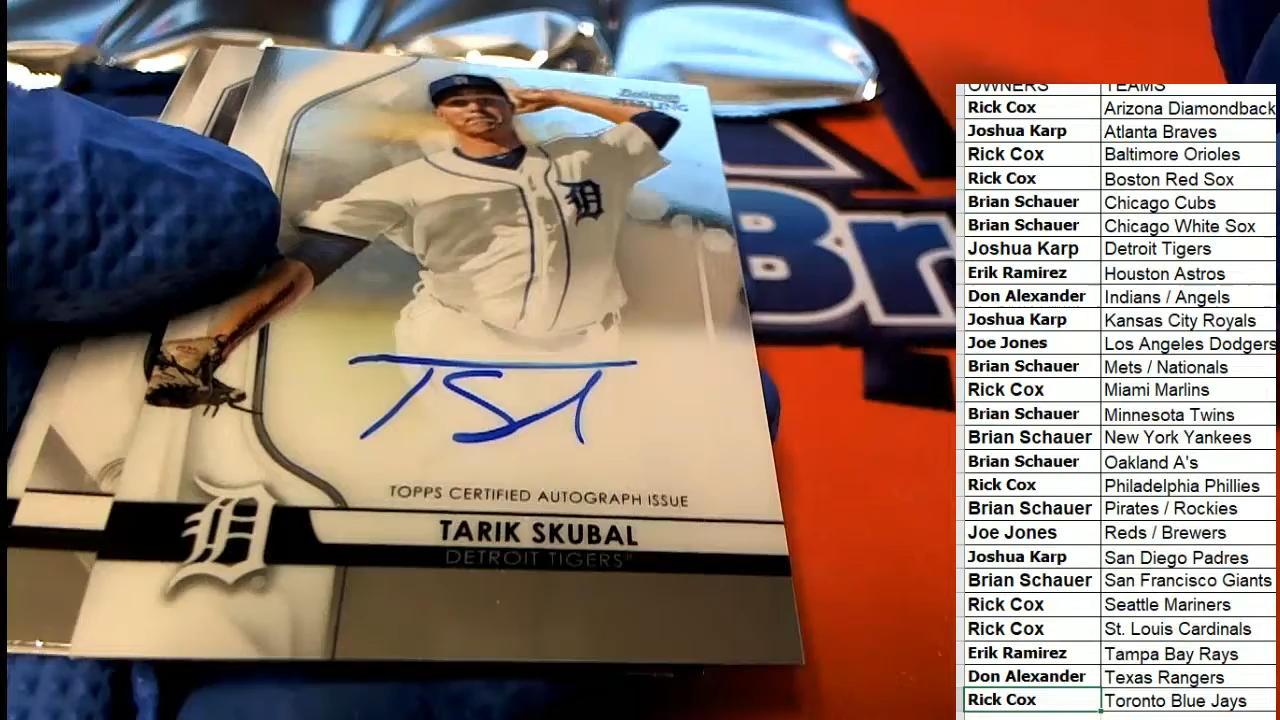 Bowman
STERLING
D
T Sul
TOPPS CERTIFIED AUTOGRAPH ISSUE
TARIK SKUBAL
DETROIT TIGERS
D
Br
OWNERS TEAMS
Rick Cox Arizona Diamondback
Joshua Karp Atlanta Braves
Rick Cox Baltimore Orioles
Rick Cox Boston Red Sox
Brian Schauer Chicago Cubs
Brian Schauer Chicago White Sox
Joshua Karp Detroit Tigers
Erik Ramirez Houston Astros
Don Alexander Indians / Angels
Joshua Karp Kansas City Royals
Joe Jones Los Angeles Dodgers
Brian Schauer Mets / Nationals
Rick Cox Miami Marlins
Brian Schauer Minnesota Twins
Brian Schauer New York Yankees
Brian Schauer Oakland A's
Rick Cox Philadelphia Phillies
Brian Schauer Pirates / Rockies
Joe Jones Reds / Brewers
Joshua Karp San Diego Padres
Brian Schauer San Francisco Giants
Rick Cox Seattle Mariners
Rick Cox St. Louis Cardinals
Erik Ramirez Tampa Bay Rays
Don Alexander Texas Rangers
Rick Cox Toronto Blue Jays